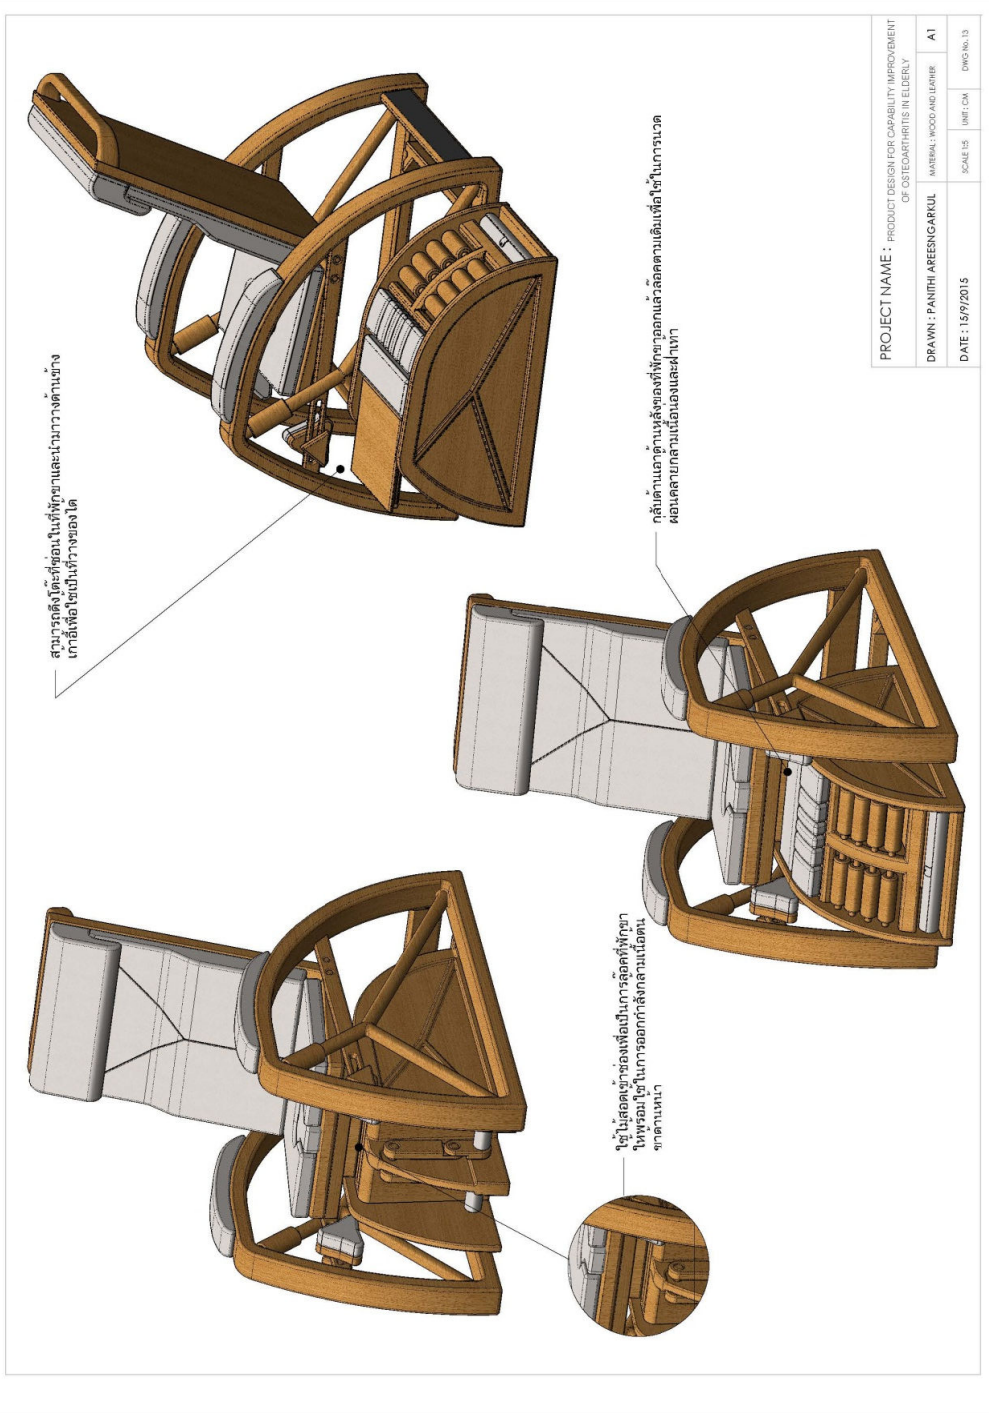 สามารถดึงโต๊ะที่ซ่อนในที่พักขาและนำมาวางด้านข้าง
เก้าอี้เพื่อใช้เป็นที่วางของได้
กลับด้านเอาด้านหลังของที่พักขาออกแล้วล๊อคตามเดิมเพื่อใช้ในการนวด
ผ่อนคลายกล้ามเนื้อน่องและฝ่าเท้า
ใช้ไม้สอดเข้าช่องเพื่อเป็นการล๊อคที่พักขา
ให้พร้อมใช้ในการออกกำลังกล้ามเนื้อต้น
ขาด้านหน้า
PROJECT NAME : PRODUCT DESIGN FOR CAPABILITY IMPROVEMENT
OF OSTEOARTHRITIS IN ELDERLY
DRAWN : PANITHI AREESNGARKUL MATERIAL : WOOD AND LEATHER A1
DATE : 15/9/2015 SCALE 1:5 UNIT : CM DWG No. 13